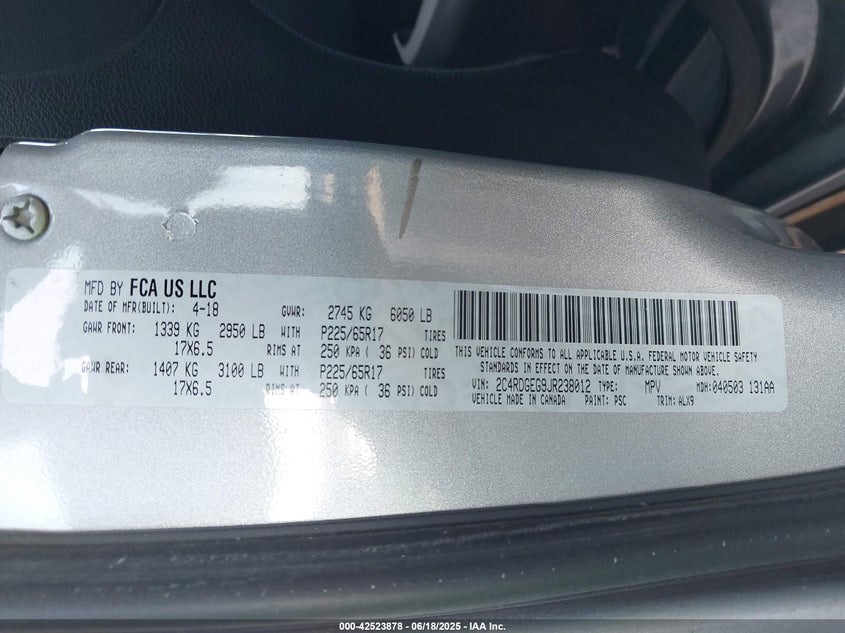 MFD BY FCA US LLC
DATE OF MFR(BUILT): 4-18 GVWR: 2745 KG 6050 LB
GAWR FRONT: 1339 KG 2950 LB WITH P225/65R17 TIRES
17X6.5 RIMS AT 250 KPA ( 36 PSI) COLD
GAWR REAR: 1407 KG 3100 LB WITH P225/65R17 TIRES
17X6.5 RIMS AT 250 KPA ( 36 PSI) COLD
THIS VEHICLE CONFORMS TO ALL APPLICABLE U.S.A. FEDERAL MOTOR VEHICLE SAFETY
STANDARDS IN EFFECT ON THE DATE OF MANUFACTURE SHOWN ABOVE.
VIN: 2C4RDGEG9JR238012 TYPE: MPV MDH: 040503 131AA
VEHICLE MADE IN CANADA PAINT: PSC TRIM: ALX9
000-42523878 - 06/18/2025 - IAA Inc.